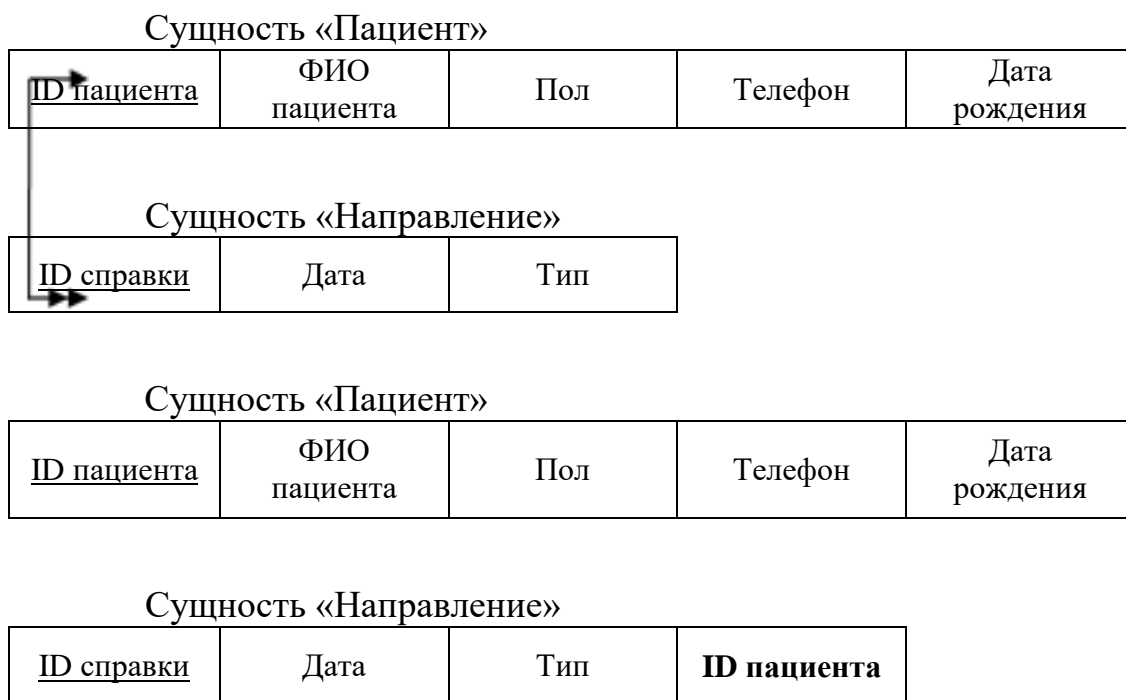 Сущность «Пациент»
ID пациента ФИО пациента Пол Телефон Дата рождения
Сущность «Направление»
ID справки Дата Тип
Сущность «Пациент»
ID пациента ФИО пациента Пол Телефон Дата рождения
Сущность «Направление»
ID справки Дата Тип ID пациента